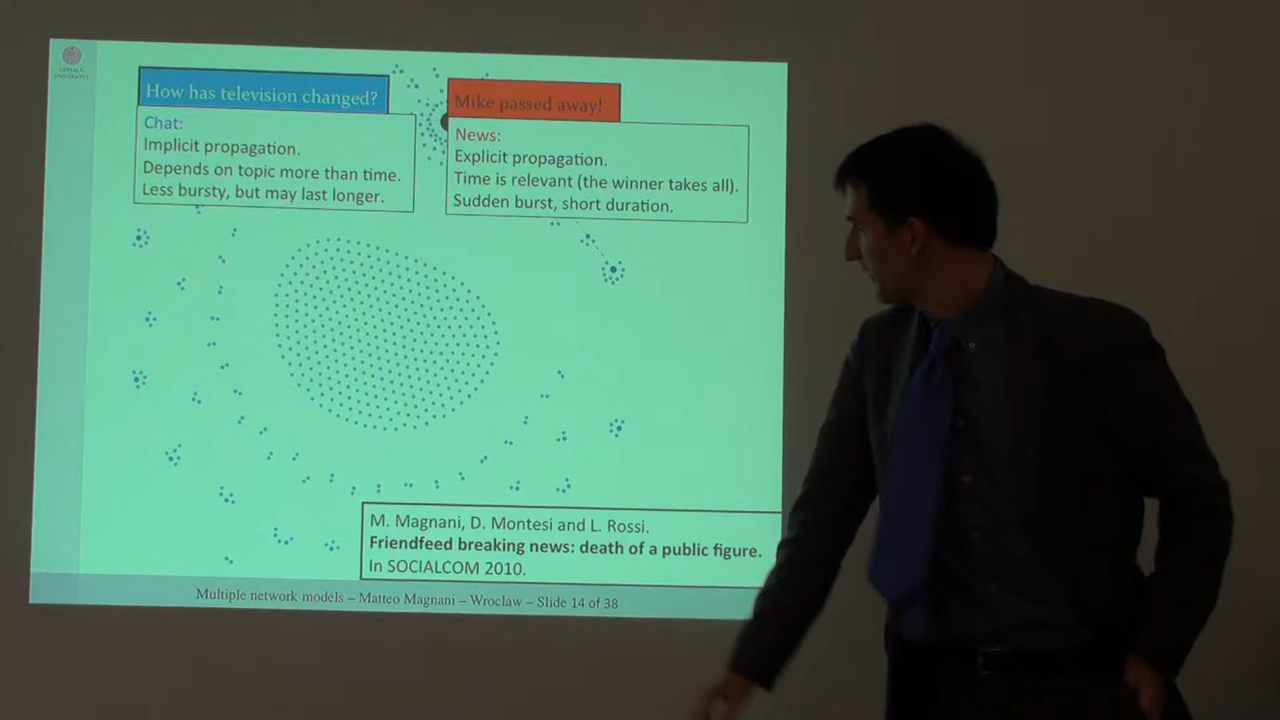 UPPSALA
UNIVERSITET
How has television changed?
Chat:
Implicit propagation.
Depends on topic more than time.
Less bursty, but may last longer.
Mike passed away!
News:
Explicit propagation.
Time is relevant (the winner takes all).
Sudden burst, short duration.
M. Magnani, D. Montesi and L. Rossi.
Friendfeed breaking news: death of a public figure.
In SOCIALCOM 2010.
Multiple network models – Matteo Magnani – Wroclaw – Slide 14 of 38